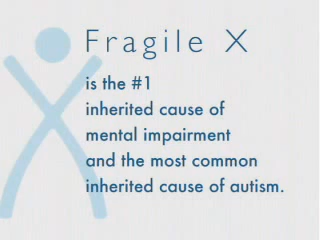 Fragile X
is the #1
inherited cause of
mental impairment
and the most common
inherited cause of autism.